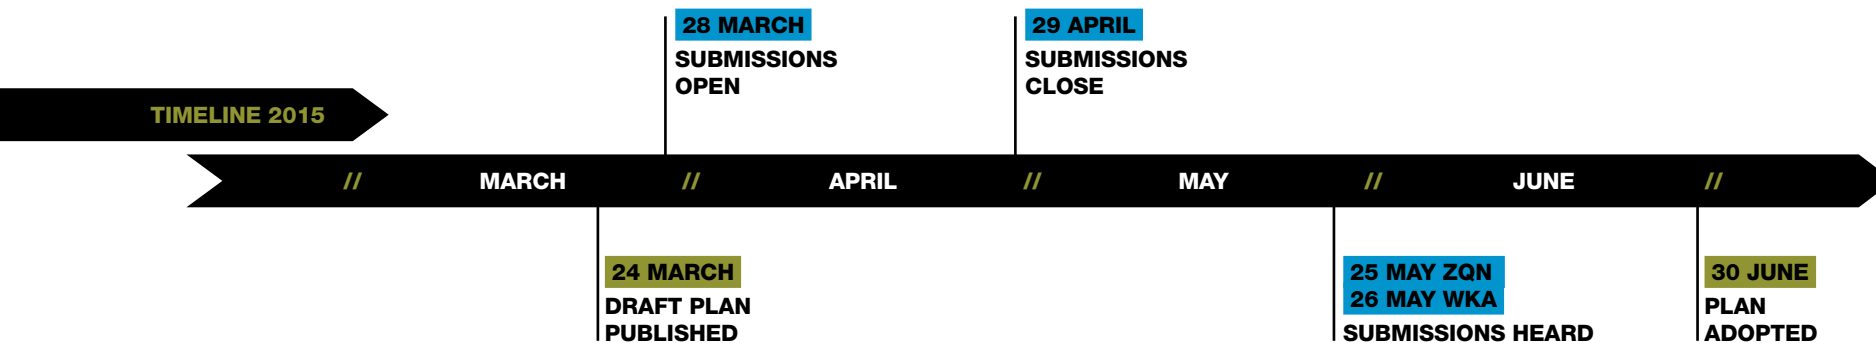 28 MARCH
SUBMISSIONS
OPEN
29 APRIL
SUBMISSIONS
CLOSE
TIMELINE 2015
// MARCH // APRIL // MAY // JUNE //
24 MARCH
DRAFT PLAN
PUBLISHED
25 MAY ZQN
26 MAY WKA
SUBMISSIONS HEARD
30 JUNE
PLAN
ADOPTED